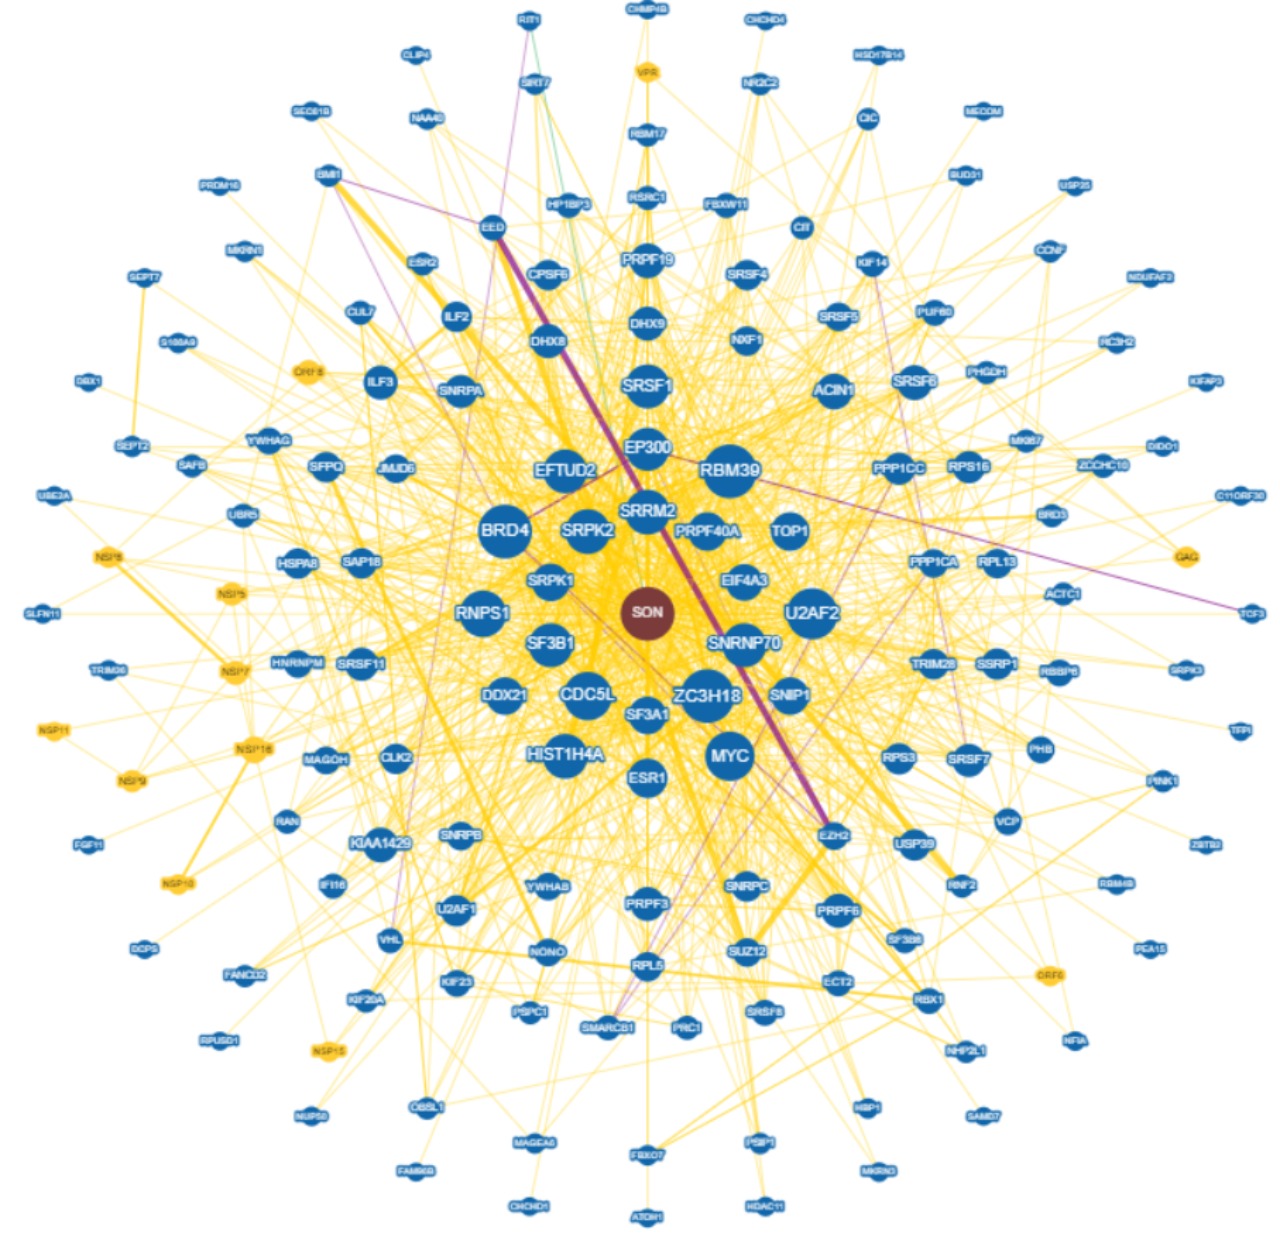 RIT1
CHMP4B
CHCHD4
CLIP4
HSD17B14
VPR
SIRT7
NR2C2
SEC61B
NAA40
CIC
MECOM
RBM17
BMI1
BUD31
PRDM16
USP25
RSRC1
HP1BP3
FBXW11
EED
CIT
MKRN1
CCNF
ESR2
PRPF19
KIF14
SEPT7
CPSF6
SRSF4
NDUFAF3
CUL7
ILF2
DHX9
SRSF5
PUF60
S100A9
DHX8
NXF1
RC3H2
ORF8
PHGDH
DBX1
ILF3
SNRPA
SRSF1
ACIN1
SRSF6
KIFAP3
SEPT2
YWHAG
EP300
MKI67
DIDO1
SAFB
SFPQ
JMJD6
EFTUD2
RBM39
PPP1CC
RPS16
ZCCHC10
UBE2A
C11ORF30
UBR5
SRRM2
BRD3
BRD4
SRPK2
PRPF40A
TOP1
NSP6
HSPA8
SAP18
PPP1CA
RPL13
GAG
NSP5
SRPK1
EIF4A3
ACTC1
SLFN11
RNPS1
SON
U2AF2
TCF3
SF3B1
SNRNP70
TRIM26
NSP7
HNRNPM
SRSF11
TRIM28
SSRP1
RBBP6
SRPK3
DDX21
CDC5L
ZC3H18
SNIP1
SF3A1
NSP11
TFPI
NSP16
HIST1H4A
MYC
PHB
NSP9
MAGOH
CLK2
ESR1
RPS3
SRSF7
PINK1
RAN
VCP
FGF11
KIAA1429
SNRPB
EZH2
USP39
ZBTB2
NSP10
IFI16
YWHAB
SNRPC
RNF2
RBM4B
U2AF1
PRPF3
PRPF6
DCPS
VHL
NONO
SUZ12
SF3B6
PEA15
FANCD2
KIF23
RPL5
ECT2
ORF6
KIF20A
PSPC1
SRSF8
RBX1
RPUSD1
NSP15
SMARCB1
PRC1
NHP2L1
NFIA
NUP50
OBSL1
HBP1
SAMD7
MAGEA6
FBXO7
PSIP1
FAM96B
MKRN3
CHCHD1
ATOH1
HDAC11